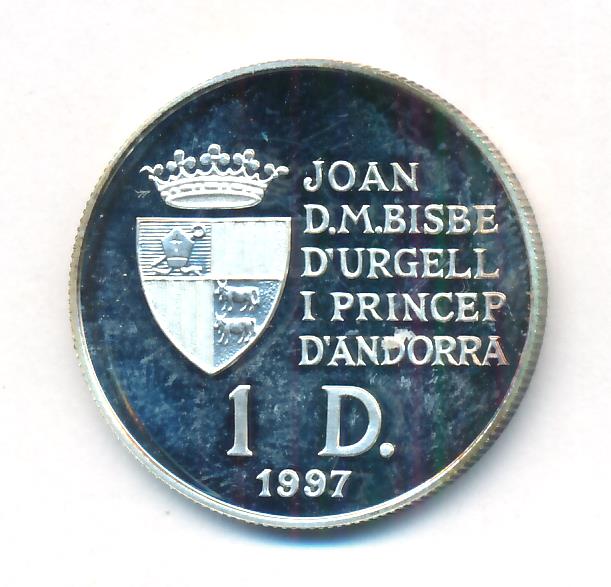 JOAN
D.M.BISBE
D'URGELL
I PRINCEP
D'ANDORRA
1 D.
1997